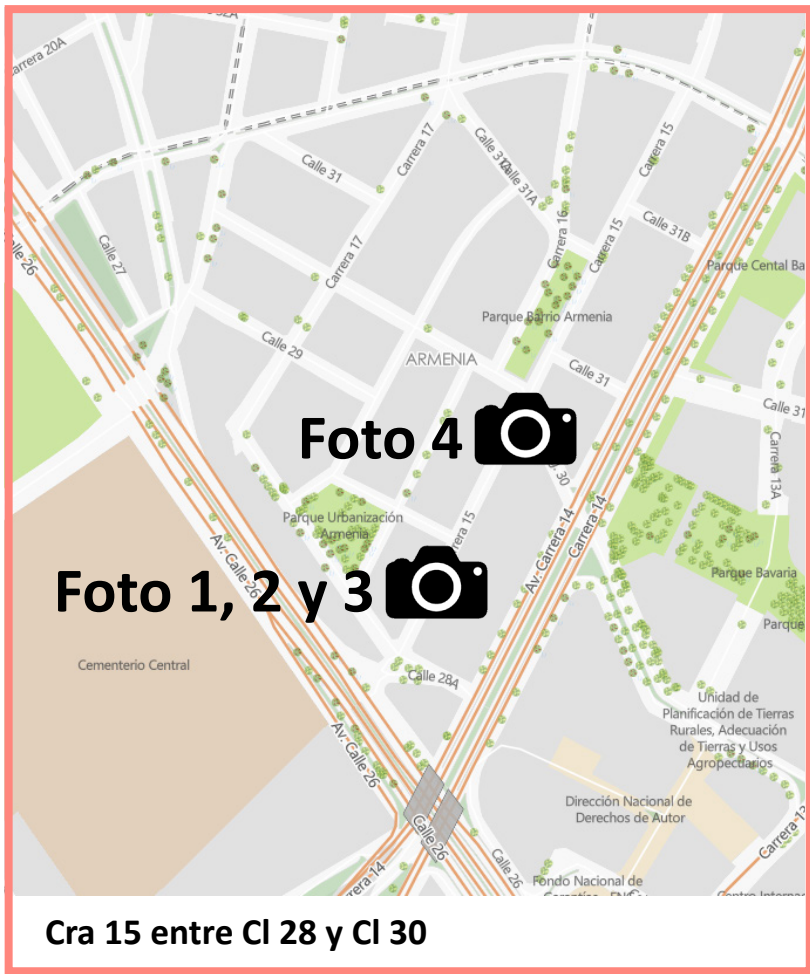 Carrera 20A
Carrera 17
Calle 31
Carrera 15
Calle 31A
Calle 31A
Calle 26
Calle 27
Carrera 16
Carrera 15
Calle 31B
Carrera 17
Parque Cental Ba
Parque Barrio Armenia
Calle 29
ARMENIA
Calle 31
Calle 31
Foto 4
Carrera 13A
30
Parque Urbanización
Armenia
rera 15
Av. Carrera 14
Carrera 14
Av. Calle 26
Parque Bavaria
Foto 1, 2 y 3
Parque
Cementerio Central
Calle 28A
Unidad de
Planificación de Tierras
Rurales, Adecuación
de Tierras y Usos
Agropecuarios
Av. Calle 26
Dirección Nacional de
Derechos de Autor
Calle 26
Carrera 13
Calle 26
rera 14
Fondo Nacional de
Cra 15 entre Cl 28 y Cl 30